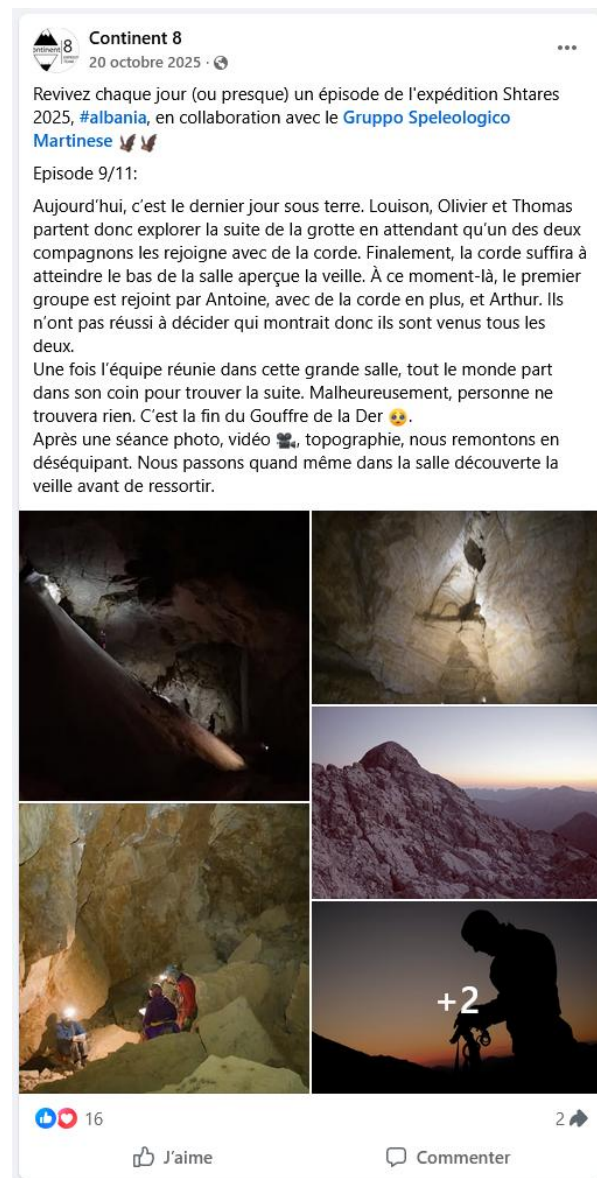 Continent 8
20 octobre 2025 ·
Revivez chaque jour (ou presque) un épisode de l'expédition Shtares
2025, #albania, en collaboration avec le Gruppo Speleologico
Martinese
Episode 9/11:
Aujourd’hui, c’est le dernier jour sous terre. Louison, Olivier et Thomas
partent donc explorer la suite de la grotte en attendant qu’un des deux
compagnons les rejoigne avec de la corde. Finalement, la corde suffira à
atteindre le bas de la salle aperçue la veille. À ce moment-là, le premier
groupe est rejoint par Antoine, avec de la corde en plus, et Arthur. Ils
n’ont pas réussi à décider qui montrait donc ils sont venus tous les
deux.
Une fois l’équipe réunie dans cette grande salle, tout le monde part
dans son coin pour trouver la suite. Malheureusement, personne ne
trouvera rien. C’est la fin du Gouffre de la Der 🥹.
Après une séance photo, vidéo 🎥, topographie, nous remontons en
déséquipant. Nous passons quand même dans la salle découverte la
veille avant de ressortir.
+2
16
2
J’aime
Commenter